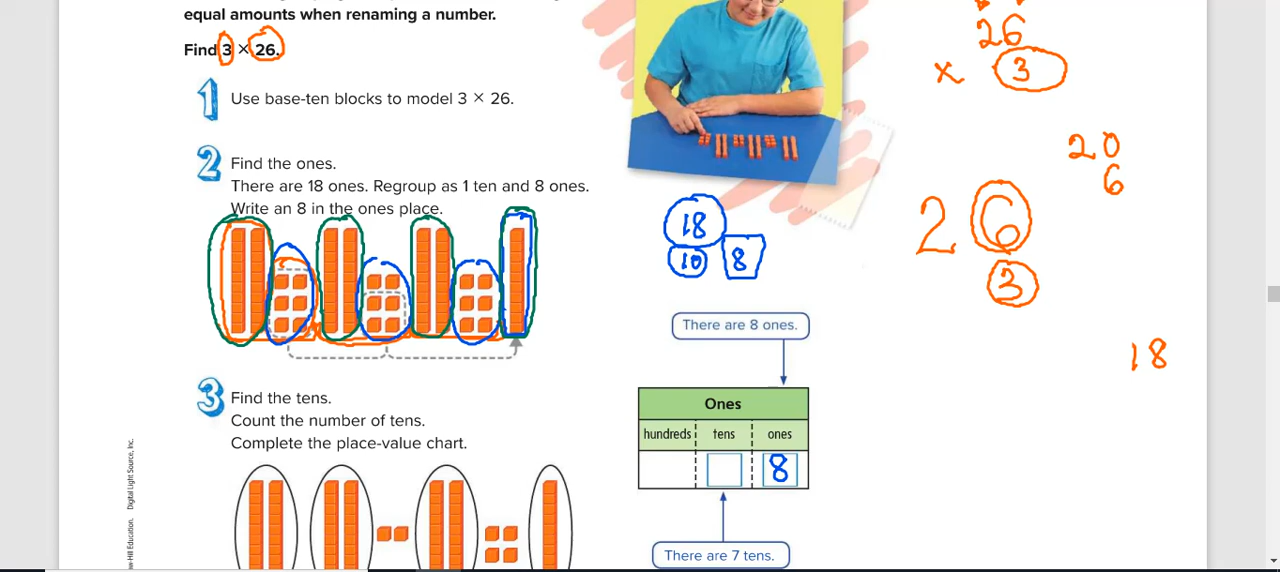 equal amounts when renaming a number.
Find 3 × 26.
1
Use base-ten blocks to model 3 × 26.
2
Find the ones.
There are 18 ones. Regroup as 1 ten and 8 ones.
Write an 8 in the ones place.
3
Find the tens.
Count the number of tens.
Complete the place-value chart.
26
× 3
20
6
18
10 8
26
3
18
There are 8 ones.
Ones
hundreds tens ones
8
There are 7 tens.
Digital Light Source, Inc.